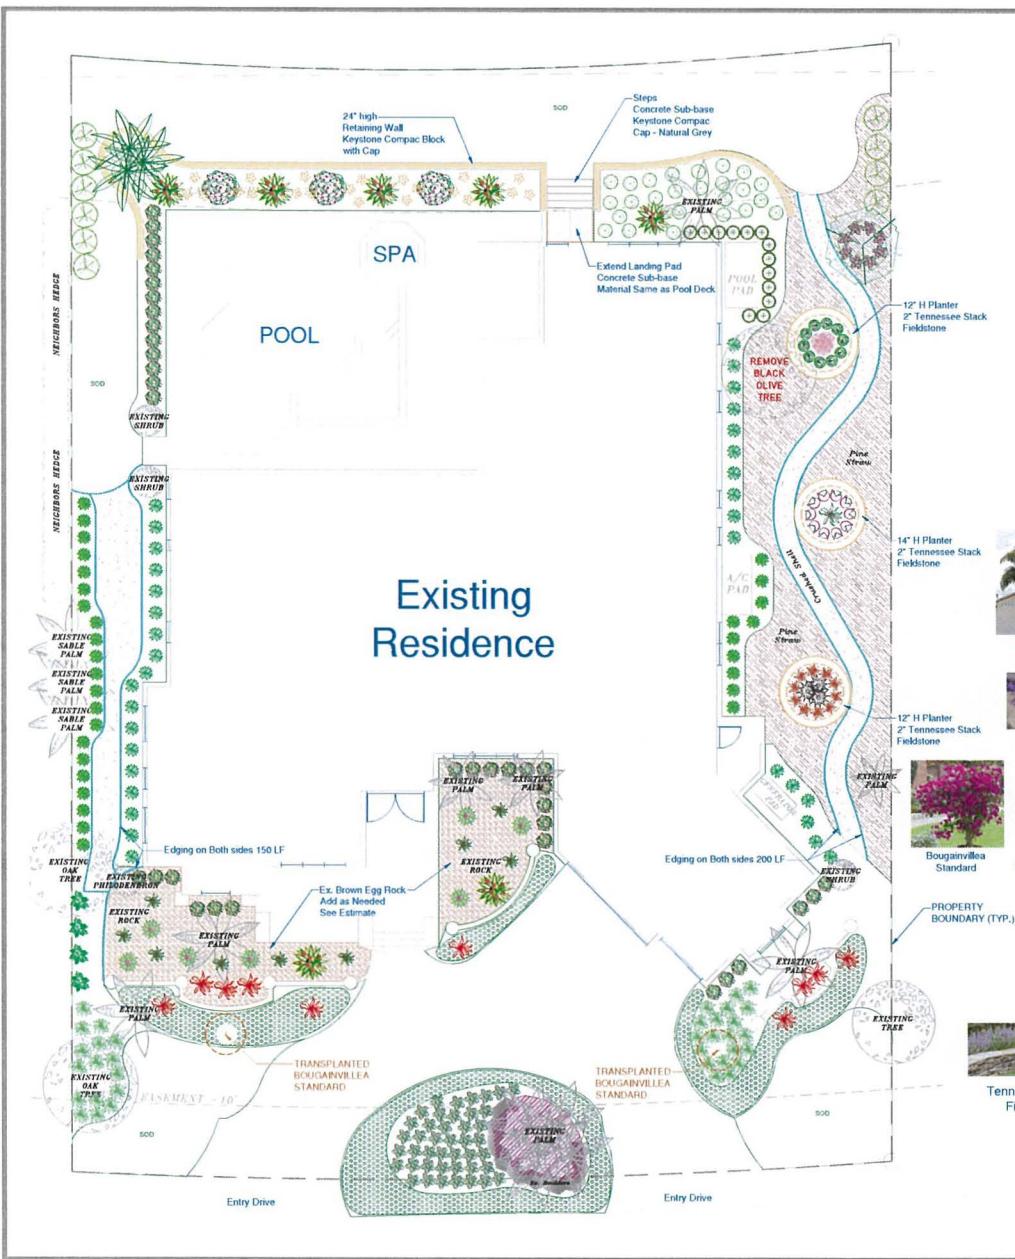 SOD
24" high
Retaining Wall
Keystone Compac Block
with Cap
Steps
Concrete Sub-base
Keystone Compac
Cap - Natural Grey
EXISTING
PALM
SPA
Extend Landing Pad
Concrete Sub-base
Material Same as Pool Deck
POOL
PAD
POOL
NEIGHBORS HEDGE
SOD
12" H Planter
2" Tennessee Stack
Fieldstone
REMOVE
BLACK
OLIVE
TREE
EXISTING
SHRUB
NEIGHBORS HEDGE
EXISTING
SHRUB
Pine
Straw
14" H Planter
2" Tennessee Stack
Fieldstone
A/C
PAD
Crushed Shell
Existing
Residence
EXISTING
SABLE
PALM
EXISTING
SABLE
PALM
EXISTING
SABLE
PALM
Pine
Straw
12" H Planter
2" Tennessee Stack
Fieldstone
EXISTING
PALM
EXISTING
PALM
EXISTING
PALM
PAD
Edging on Both sides 150 LF
EXISTING
ROCK
Edging on Both sides 200 LF
Bougainvillea
Standard
EXISTING
OAK
TREE
EXISTING
PHILODENDRON
EXISTING
SHRUB
Ex. Brown Egg Rock
Add as Needed
See Estimate
EXISTING
ROCK
EXISTING
PALM
PROPERTY
BOUNDARY (TYP.)
EXISTING
PALM
EXISTING
PALM
EXISTING
TREE
TRANSPLANTED
BOUGAINVILLEA
STANDARD
TRANSPLANTED
BOUGAINVILLEA
STANDARD
EXISTING
OAK
TREE
EASEMENT - 10'
Tenn
Fi
SOD
SOD
EXISTING
PALM
Ex. Boulders
Entry Drive
Entry Drive